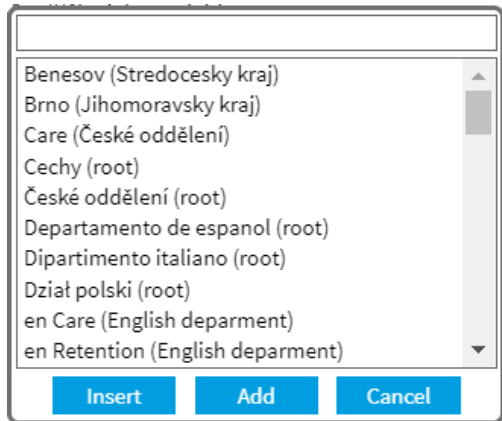 Benesov (Stredocesky kraj)
Brno (Jihomoravsky kraj)
Care (České oddělení)
Cechy (root)
České oddělení (root)
Departamento de espanol (root)
Dipartimento italiano (root)
Dział polski (root)
en Care (English deparment)
en Retention (English deparment)
Insert Add Cancel